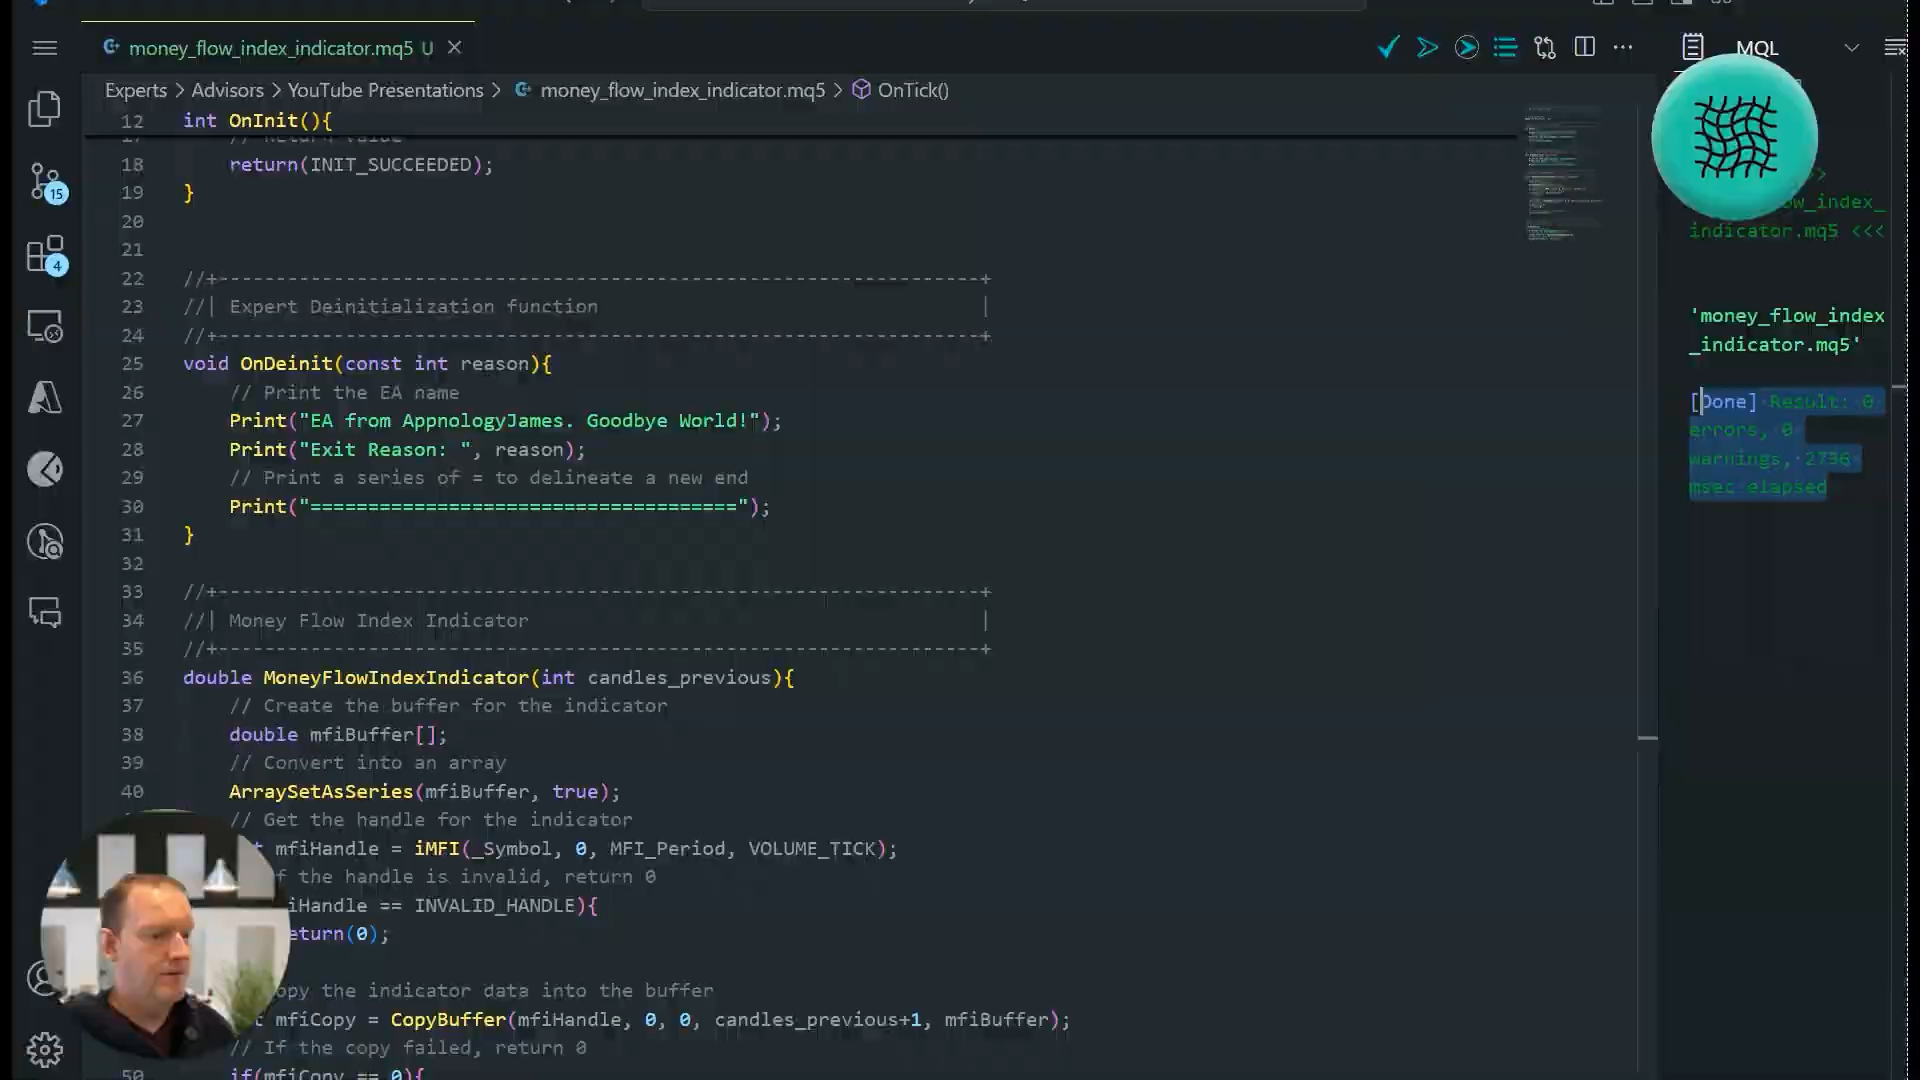 money_flow_index_indicator.mq5 U
MQL
Experts > Advisors > YouTube Presentations > money_flow_index_indicator.mq5 > OnTick()
12 int OnInit(){
// Return value
18 return(INIT_SUCCEEDED);
19 }
20
21
22 //+------------------------------------------------------------------+
23 //| Expert Deinitialization function |
24 //+------------------------------------------------------------------+
25 void OnDeinit(const int reason){
26 // Print the EA name
27 Print("EA from AppnologyJames. Goodbye World!");
28 Print("Exit Reason: ", reason);
29 // Print a series of = to delineate a new end
30 Print("=====================================");
31 }
32
33 //+------------------------------------------------------------------+
34 //| Money Flow Index Indicator |
35 //+------------------------------------------------------------------+
36 double MoneyFlowIndexIndicator(int candles_previous){
37 // Create the buffer for the indicator
38 double mfiBuffer[];
39 // Convert into an array
40 ArraySetAsSeries(mfiBuffer, true);
// Get the handle for the indicator
t mfiHandle = iMFI(_Symbol, 0, MFI_Period, VOLUME_TICK);
f the handle is invalid, return 0
iHandle == INVALID_HANDLE){
eturn(0);
opy the indicator data into the buffer
t mfiCopy = CopyBuffer(mfiHandle, 0, 0, candles_previous+1, mfiBuffer);
// If the copy failed, return 0
50 if(mfiCopy == 0){
15
4
ow_index_
indicator.mq5 <<<
'money_flow_index
_indicator.mq5'
[Done] Result: 0
errors, 0
warnings, 2736
msec elapsed